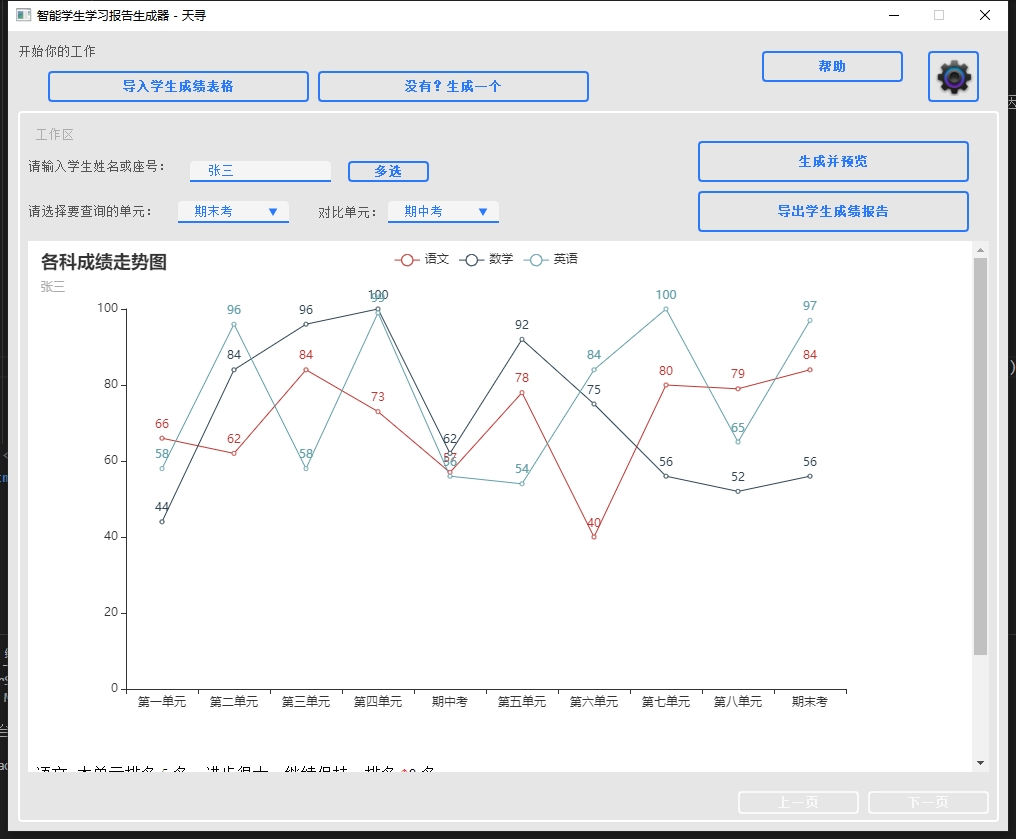 智能学生学习报告生成器 - 天寻
开始你的工作
导入学生成绩表格 没有？生成一个 帮助
工作区
请输入学生姓名或座号： 张三 多选 生成并预览
请选择要查询的单元： 期末考 对比单元： 期中考 导出学生成绩报告
各科成绩走势图 语文 数学 英语
张三
100
80
60
40
20
0
66 62 84 73 57 78 40 80 79 84
44 84 96 100 62 92 75 56 52 56
58 96 58 99 56 54 84 100 65 97
第一单元 第二单元 第三单元 第四单元 期中考 第五单元 第六单元 第七单元 第八单元 期末考
上一页 下一页